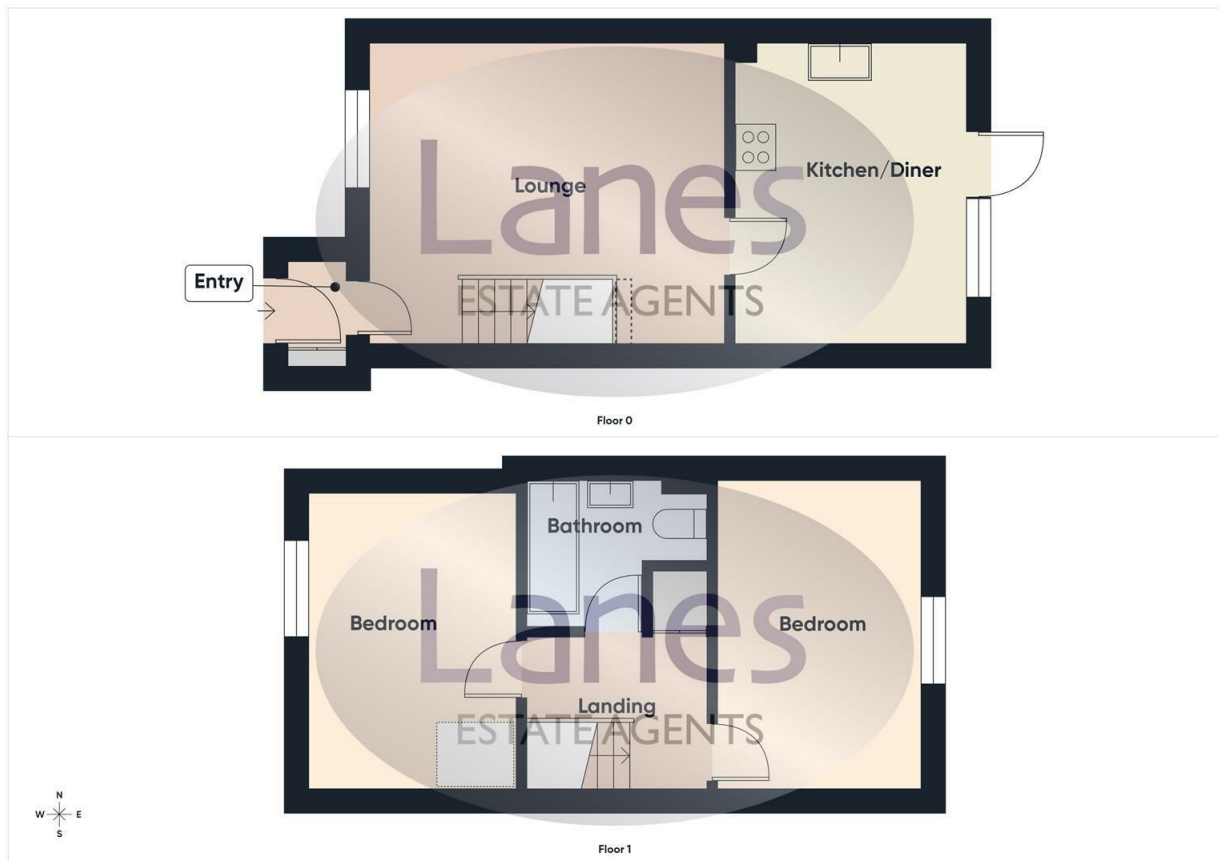 Lounge
Kitchen/Diner
Entry
Lanes
ESTATE AGENTS
Floor 0
Bathroom
Bedroom
Bedroom
Landing
Lanes
ESTATE AGENTS
N
W E
S
Floor 1